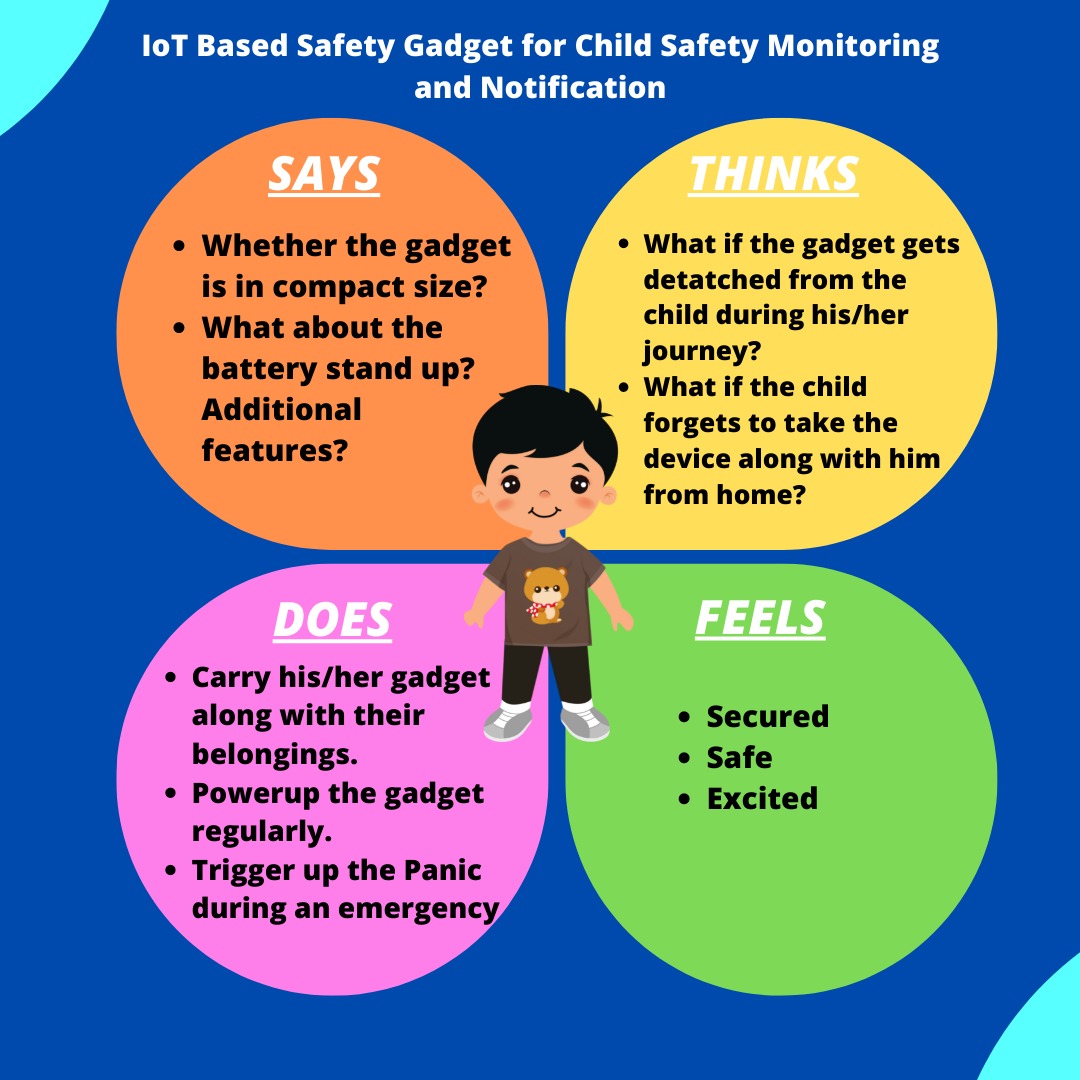 IoT Based Safety Gadget for Child Safety Monitoring
and Notification
SAYS
• Whether the gadget
is in compact size?
• What about the
battery stand up?
Additional
features?
THINKS
• What if the gadget gets
detatched from the
child during his/her
journey?
• What if the child
forgets to take the
device along with him
from home?
DOES
• Carry his/her gadget
along with their
belongings.
• Powerup the gadget
regularly.
• Trigger up the Panic
during an emergency
FEELS
• Secured
• Safe
• Excited